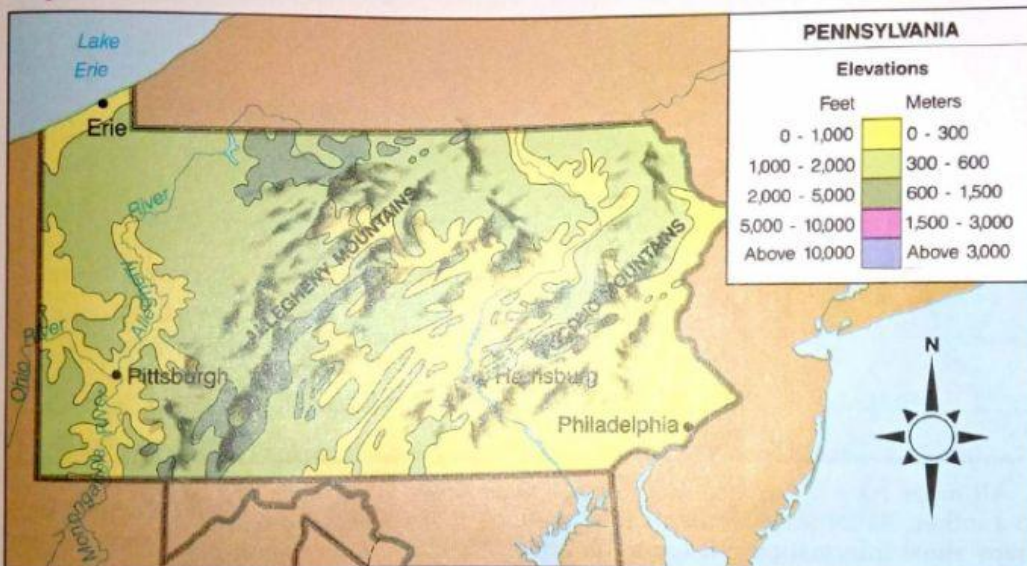 Lake
Erie
Erie
River
Allegheny
ALLEGHENY MOUNTAINS
POCONO MOUNTAINS
Ohio River
Pittsburgh
Monongahela River
Harrisburg
Philadelphia
PENNSYLVANIA
Elevations
Feet Meters
0 - 1,000 0 - 300
1,000 - 2,000 300 - 600
2,000 - 5,000 600 - 1,500
5,000 - 10,000 1,500 - 3,000
Above 10,000 Above 3,000
N